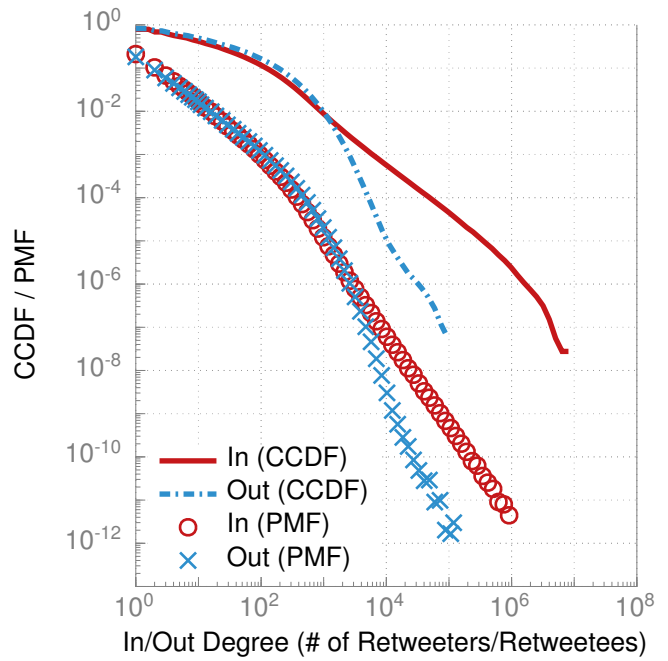 10^0
10^-2
10^-4
10^-6
10^-8
10^-10
10^-12
CCDF / PMF
In (CCDF)
Out (CCDF)
In (PMF)
Out (PMF)
10^0 10^2 10^4 10^6 10^8
In/Out Degree (# of Retweeters/Retweetees)